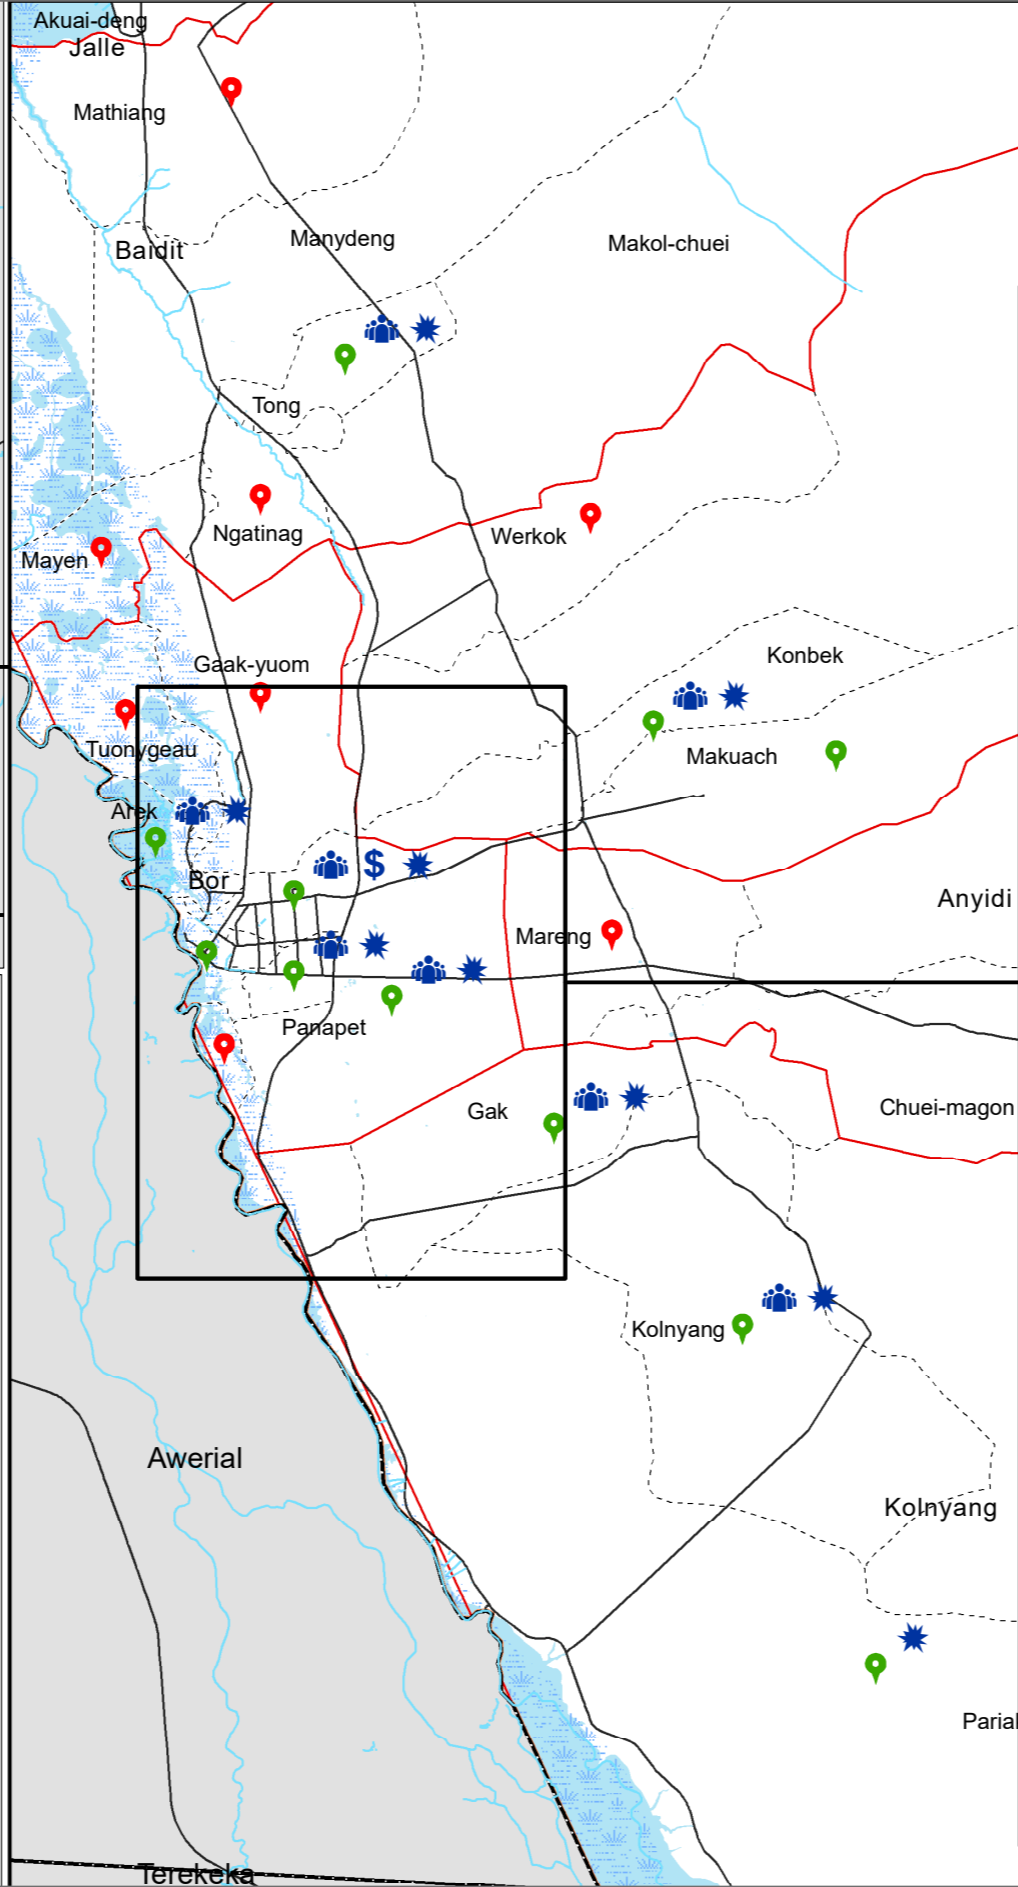 Akuai-deng
Jalle
Mathiang
Manydeng
Makol-chuei
Baidit
Tong
Ngatinag
Werkok
Mayen
Gaak-yuom
Konbek
Tuonygeau
Makuach
Arek
$
Bor
Anyidi
Mareng
Panapet
Gak
Chuei-magon
Kolnyang
Awerial
Kolnyang
Terekeka